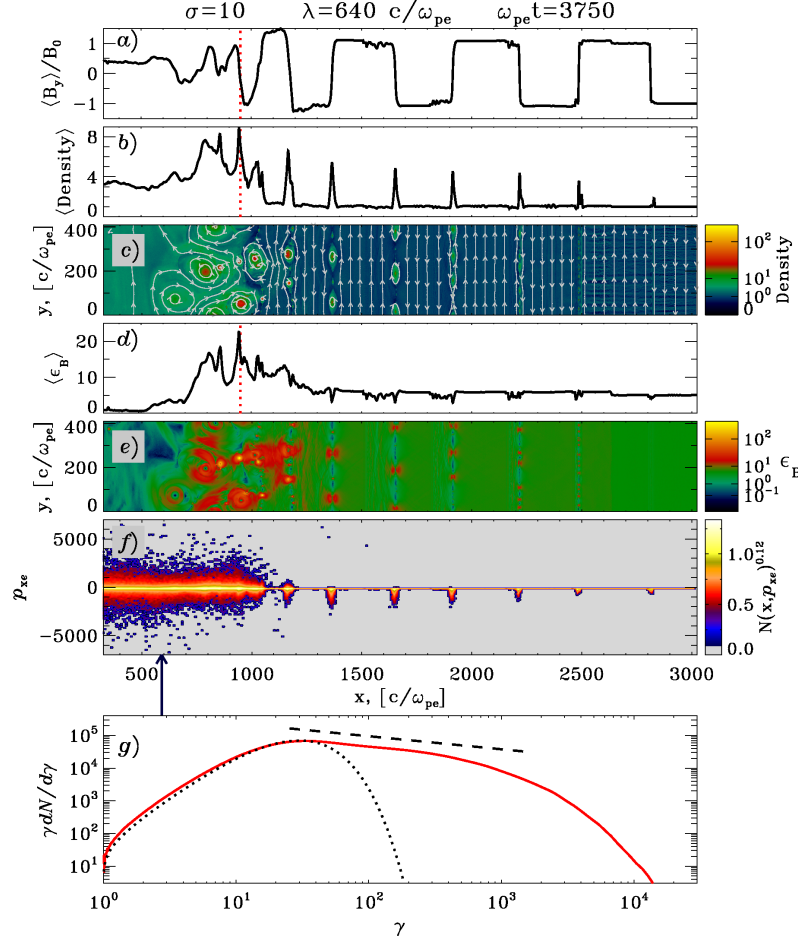 σ=10 λ=640 c/ω_pe ω_pe t=3750
a)
⟨B_y⟩/B_0
1
0
−1
b)
⟨Density⟩
8
4
0
c)
y, [c/ω_pe]
400
200
0
10^2
10^1
10^0
0
Density
d)
⟨ϵ_B⟩
20
10
0
e)
y, [c/ω_pe]
400
200
0
10^2
10^1
10^0
10^-1
ϵ_B
f)
p_xe
5000
0
−5000
1.0
0.5
0.0
N(x,p_xe)^0.12
500 1000 1500 2000 2500 3000
x, [c/ω_pe]
g)
γdN/dγ
10^5
10^4
10^3
10^2
10^1
10^0 10^1 10^2 10^3 10^4
γ